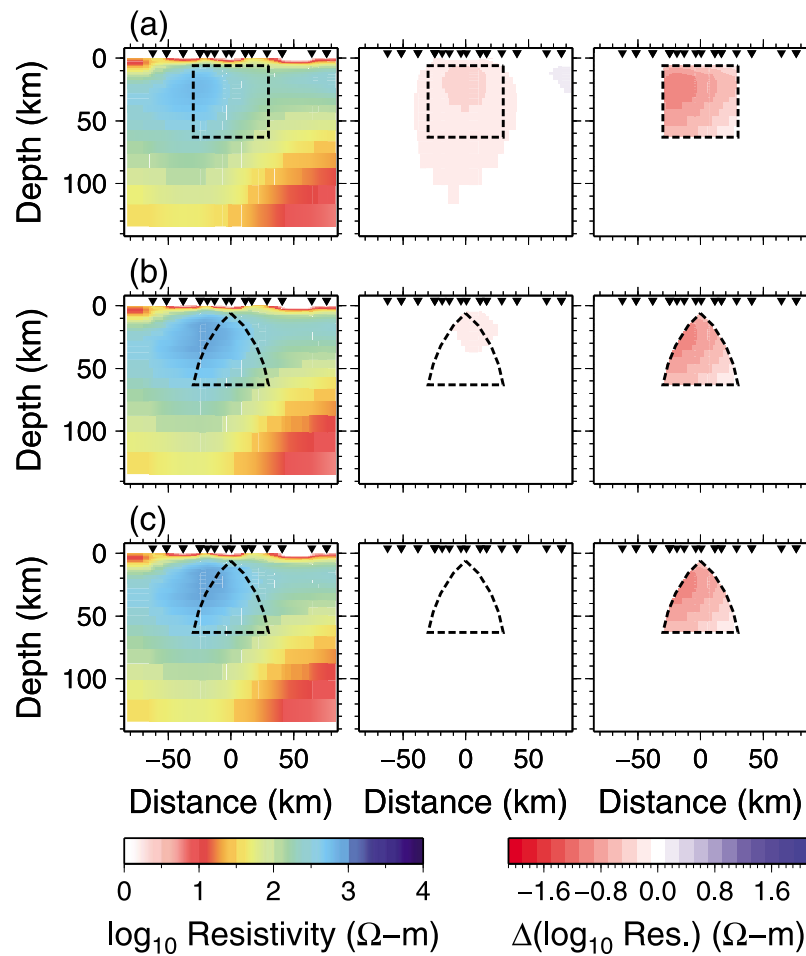 (a)
Depth (km)
0
50
100
(b)
Depth (km)
0
50
100
(c)
Depth (km)
0
50
100
−50 0 50
−50 0 50
−50 0 50
Distance (km)
Distance (km)
Distance (km)
0 1 2 3 4
log10 Resistivity (Ω−m)
−1.6 −0.8 0.0 0.8 1.6
Δ(log10 Res.) (Ω−m)